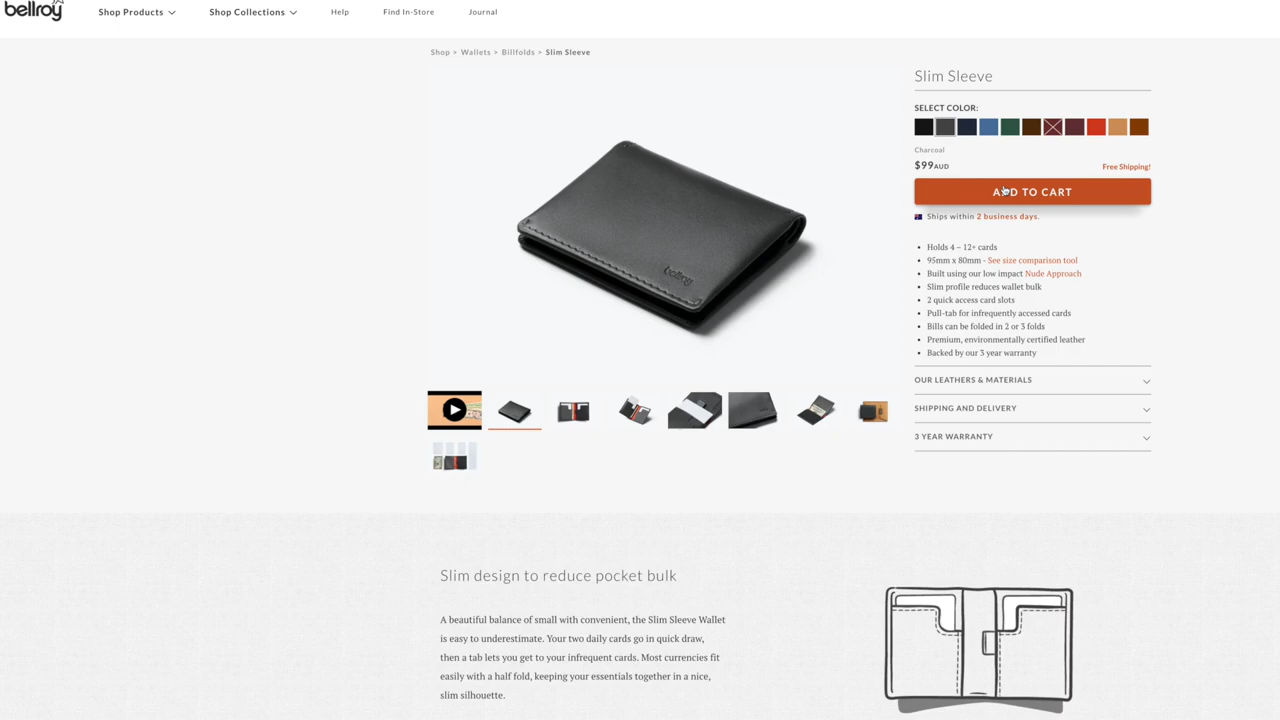 bellroy
Shop Products
Shop Collections
Help
Find In-Store
Journal
Shop > Wallets > Billfolds > Slim Sleeve
bellroy
Slim Sleeve
SELECT COLOR:
Charcoal
$99AUD
Free Shipping!
ADD TO CART
Ships within 2 business days.
Holds 4 – 12+ cards
95mm x 80mm - See size comparison tool
Built using our low impact Nude Approach
Slim profile reduces wallet bulk
2 quick access card slots
Pull-tab for infrequently accessed cards
Bills can be folded in 2 or 3 folds
Premium, environmentally certified leather
Backed by our 3 year warranty
OUR LEATHERS & MATERIALS
SHIPPING AND DELIVERY
3 YEAR WARRANTY
Slim design to reduce pocket bulk
A beautiful balance of small with convenient, the Slim Sleeve Wallet
is easy to underestimate. Your two daily cards go in quick draw,
then a tab lets you get to your infrequent cards. Most currencies fit
easily with a half fold, keeping your essentials together in a nice,
slim silhouette.